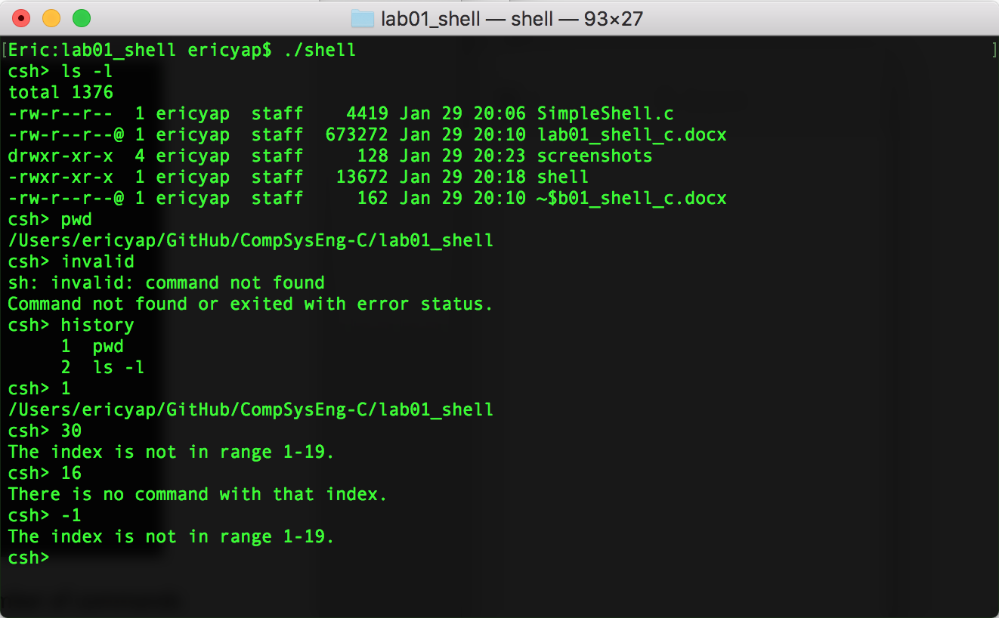 lab01_shell — shell — 93×27
[Eric:lab01_shell ericyap$ ./shell ]
csh> ls -l
total 1376
-rw-r--r--  1 ericyap  staff    4419 Jan 29 20:06 SimpleShell.c
-rw-r--r--@ 1 ericyap  staff  673272 Jan 29 20:10 lab01_shell_c.docx
drwxr-xr-x  4 ericyap  staff     128 Jan 29 20:23 screenshots
-rwxr-xr-x  1 ericyap  staff   13672 Jan 29 20:18 shell
-rw-r--r--@ 1 ericyap  staff     162 Jan 29 20:10 ~$b01_shell_c.docx
csh> pwd
/Users/ericyap/GitHub/CompSysEng-C/lab01_shell
csh> invalid
sh: invalid: command not found
Command not found or exited with error status.
csh> history
     1  pwd
     2  ls -l
csh> 1
/Users/ericyap/GitHub/CompSysEng-C/lab01_shell
csh> 30
The index is not in range 1-19.
csh> 16
There is no command with that index.
csh> -1
The index is not in range 1-19.
csh>